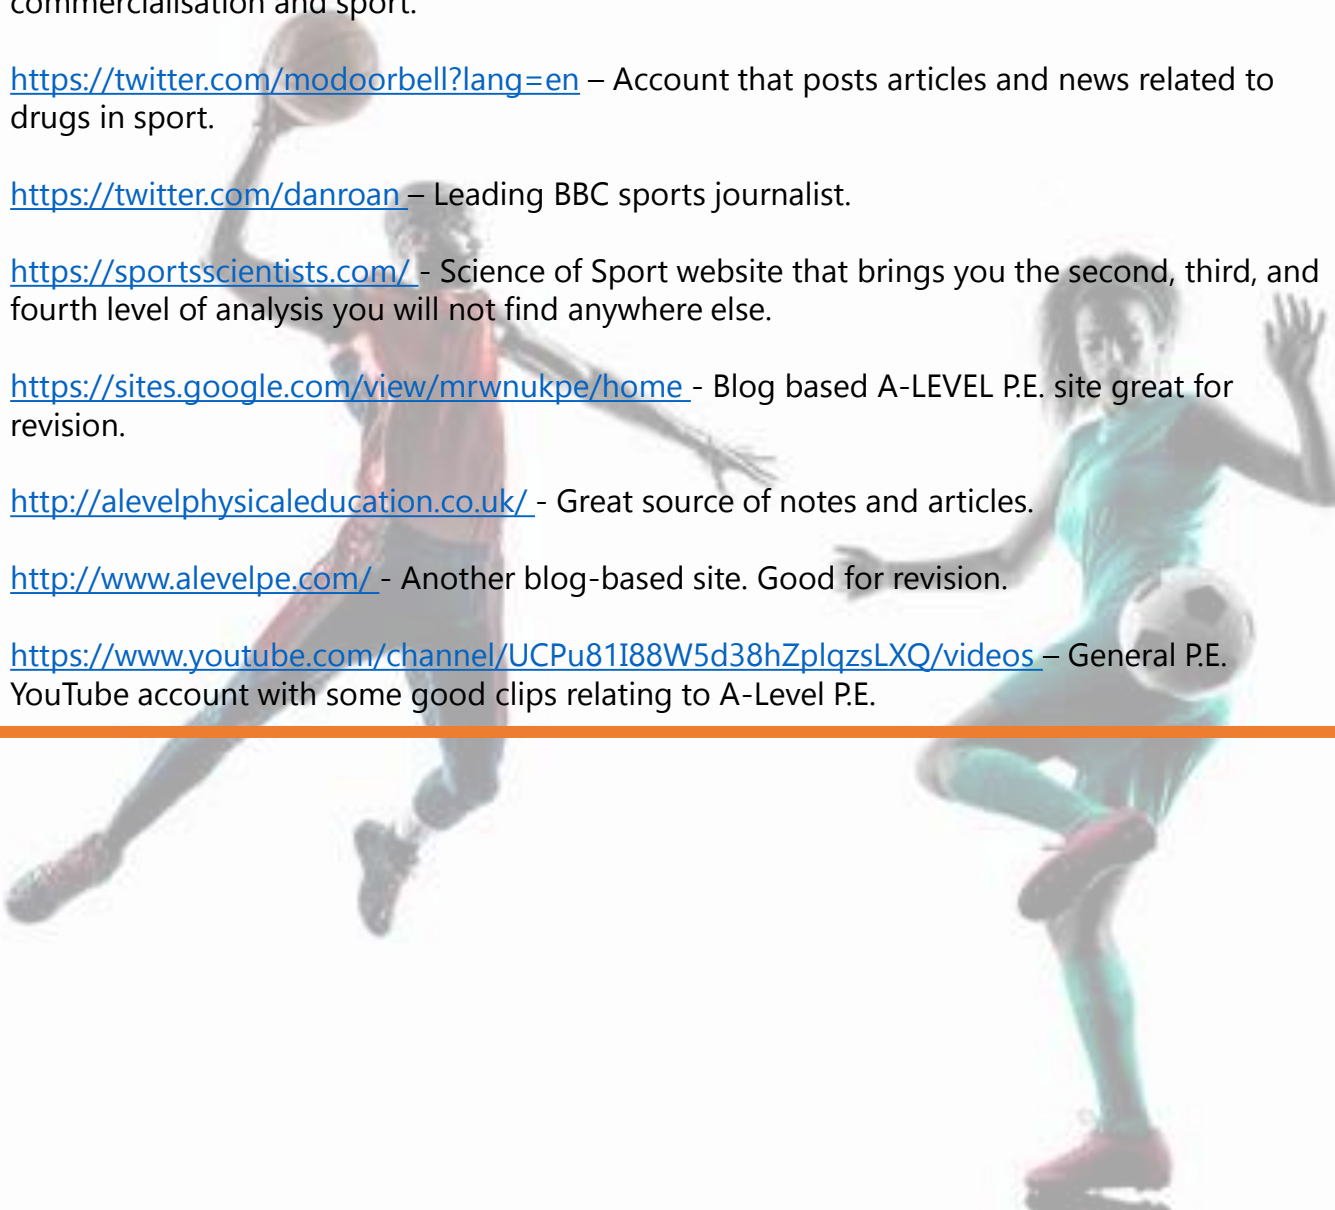 commercialisation and sport.
https://twitter.com/modoorbell?lang=en – Account that posts articles and news related to
drugs in sport.
https://twitter.com/danroan – Leading BBC sports journalist.
https://sportsscientists.com/ - Science of Sport website that brings you the second, third, and
fourth level of analysis you will not find anywhere else.
https://sites.google.com/view/mrwnukpe/home - Blog based A-LEVEL P.E. site great for
revision.
http://alevelphysicaleducation.co.uk/ - Great source of notes and articles.
http://www.alevelpe.com/ - Another blog-based site. Good for revision.
https://www.youtube.com/channel/UCPu81I88W5d38hZplqzsLXQ/videos – General P.E.
YouTube account with some good clips relating to A-Level P.E.